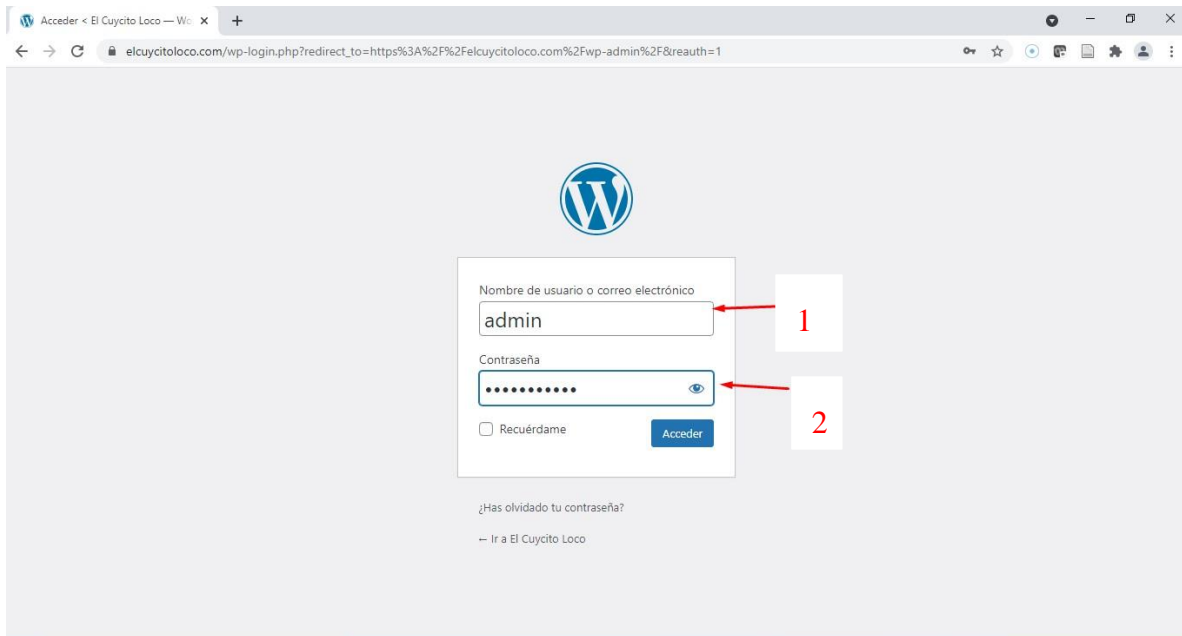 Acceder < El Cuycito Loco — Wo
elcuycitoloco.com/wp-login.php?redirect_to=https%3A%2F%2Felcuycitoloco.com%2Fwp-admin%2F&reauth=1
Nombre de usuario o correo electrónico
admin
1
Contraseña
•••••••••••
2
Recuérdame
Acceder
¿Has olvidado tu contraseña?
← Ir a El Cuycito Loco